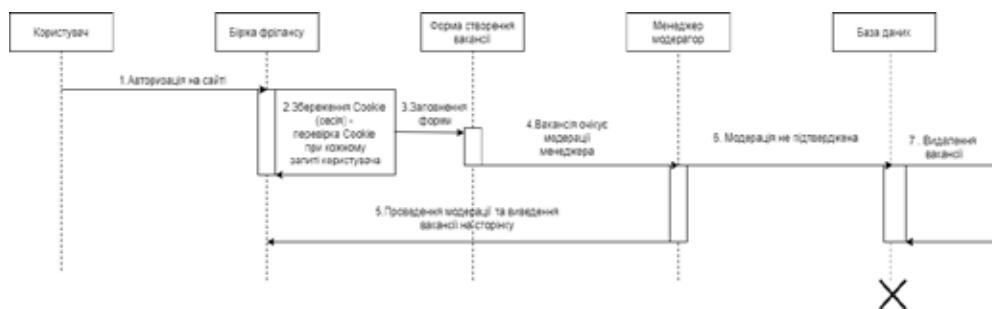 Користувач
Біржа фрілансу
Форма створення
вакансії
Менеджер
модератор
База даних
1.Авторизація на сайті
2.Збереження Cookie
(сесія) -
перевірка Cookie
при кожному
запиті користувача
3.Заповнення
форми
4.Вакансія очікує
модерації
менеджера
6. Модерація не підтверджена
7 . Видалення
вакансії
5.Проведення модерації та виведення
вакансії на сторінку